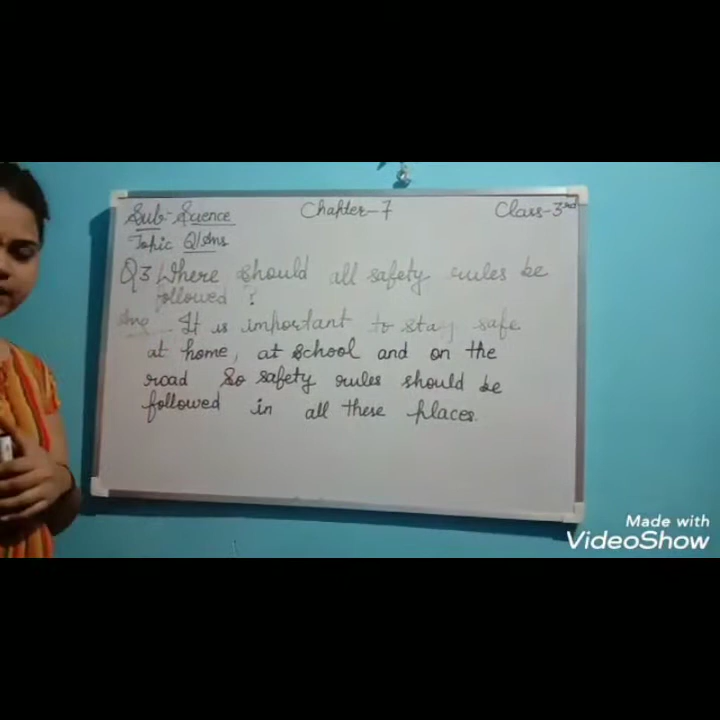 Sub-Science Chapter-7 Class-3rd
Topic Q/Ans
Q3 Where should all safety rules be
followed ?
Ans It is important to stay safe
at home, at school and on the
road So safety rules should be
followed in all these places.
Made with
VideoShow